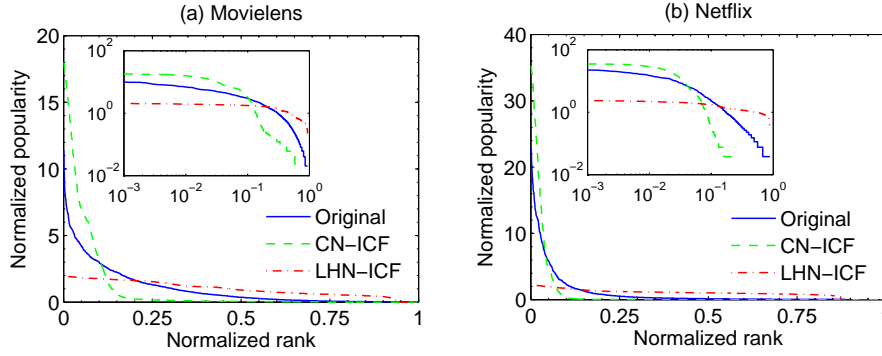 (a) Movielens
Normalized popularity
20
15
10
5
0
10^2
10^0
10^−2
10^−3
10^−2
10^−1
10^0
Original
CN−ICF
LHN−ICF
0
0.25
0.5
0.75
1
Normalized rank
(b) Netflix
Normalized popularity
40
30
20
10
0
10^2
10^0
10^−2
10^−3
10^−2
10^−1
10^0
Original
CN−ICF
LHN−ICF
0
0.25
0.5
0.75
Normalized rank